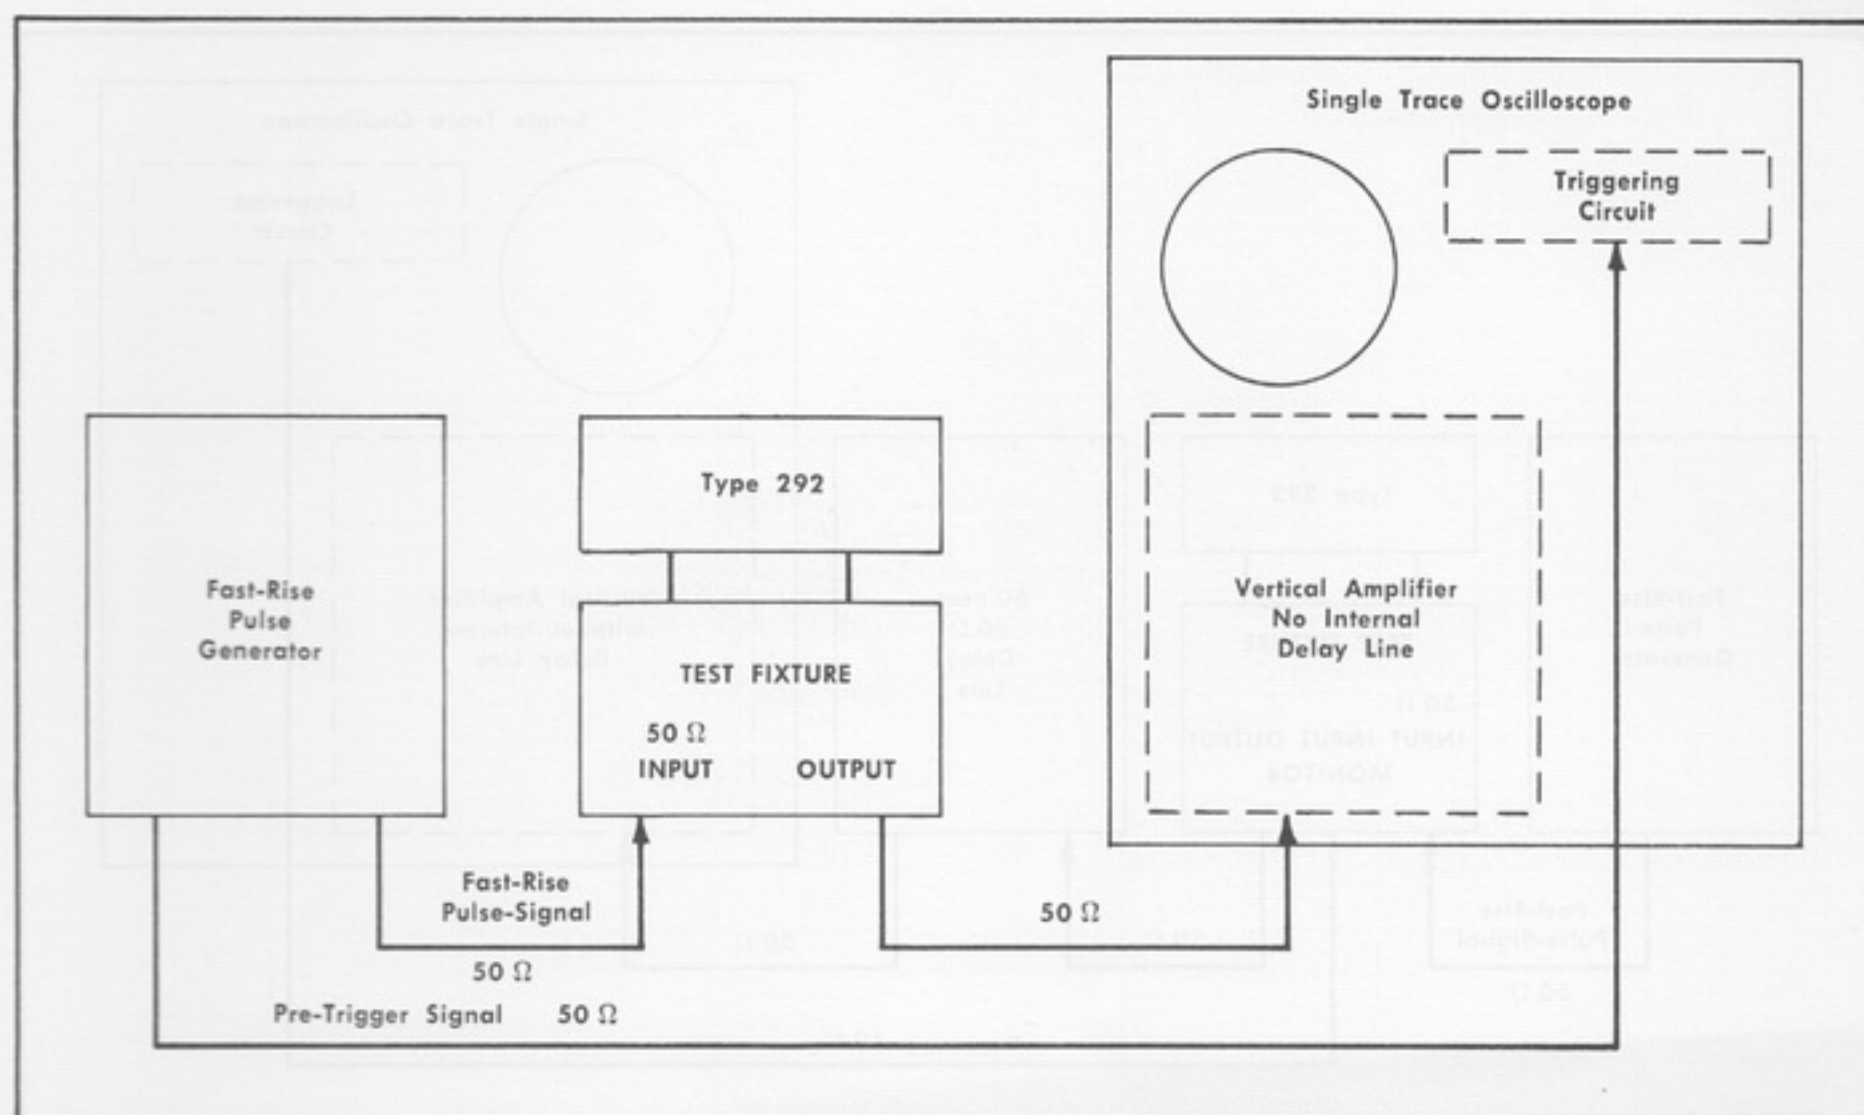 Single Trace Oscilloscope
Triggering
Circuit
Type 292
Fast-Rise
Pulse
Generator
TEST FIXTURE
50 Ω
INPUT OUTPUT
Vertical Amplifier
No Internal
Delay Line
Fast-Rise
Pulse-Signal
50 Ω
50 Ω
Pre-Trigger Signal 50 Ω